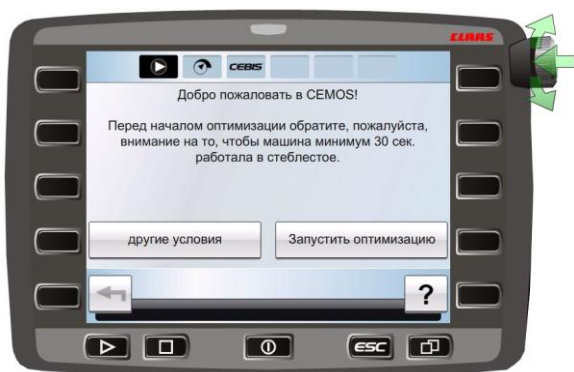 CLAAS
CEBIS
Добро пожаловать в CEMOS!
Перед началом оптимизации обратите, пожалуйста,
внимание на то, чтобы машина минимум 30 сек.
работала в стеблестое.
другие условия
Запустить оптимизацию
?
ESC